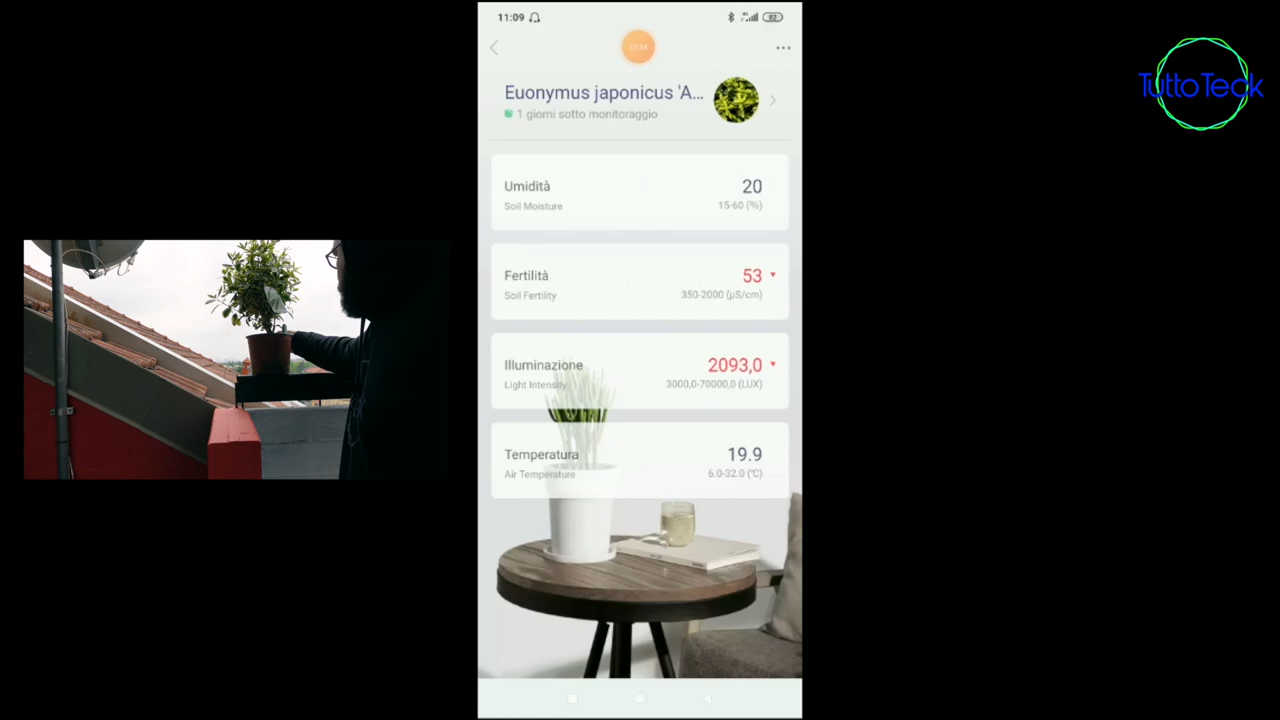 11:09
82
Euonymus japonicus 'A...
1 giorni sotto monitoraggio
Umidità
20
Soil Moisture
15-60 (%)
Fertilità
53
Soil Fertility
350-2000 (µS/cm)
Illuminazione
2093,0
Light Intensity
3000,0-70000,0 (LUX)
Temperatura
19.9
Air Temperature
6.0-32.0 (℃)
TuttoTeck